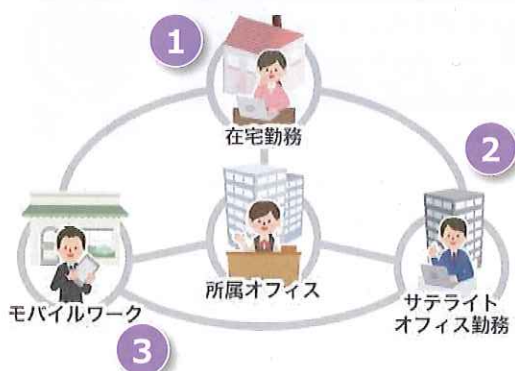 1
在宅勤務
2
所属オフィス
サテライト
オフィス勤務
モバイルワーク
3